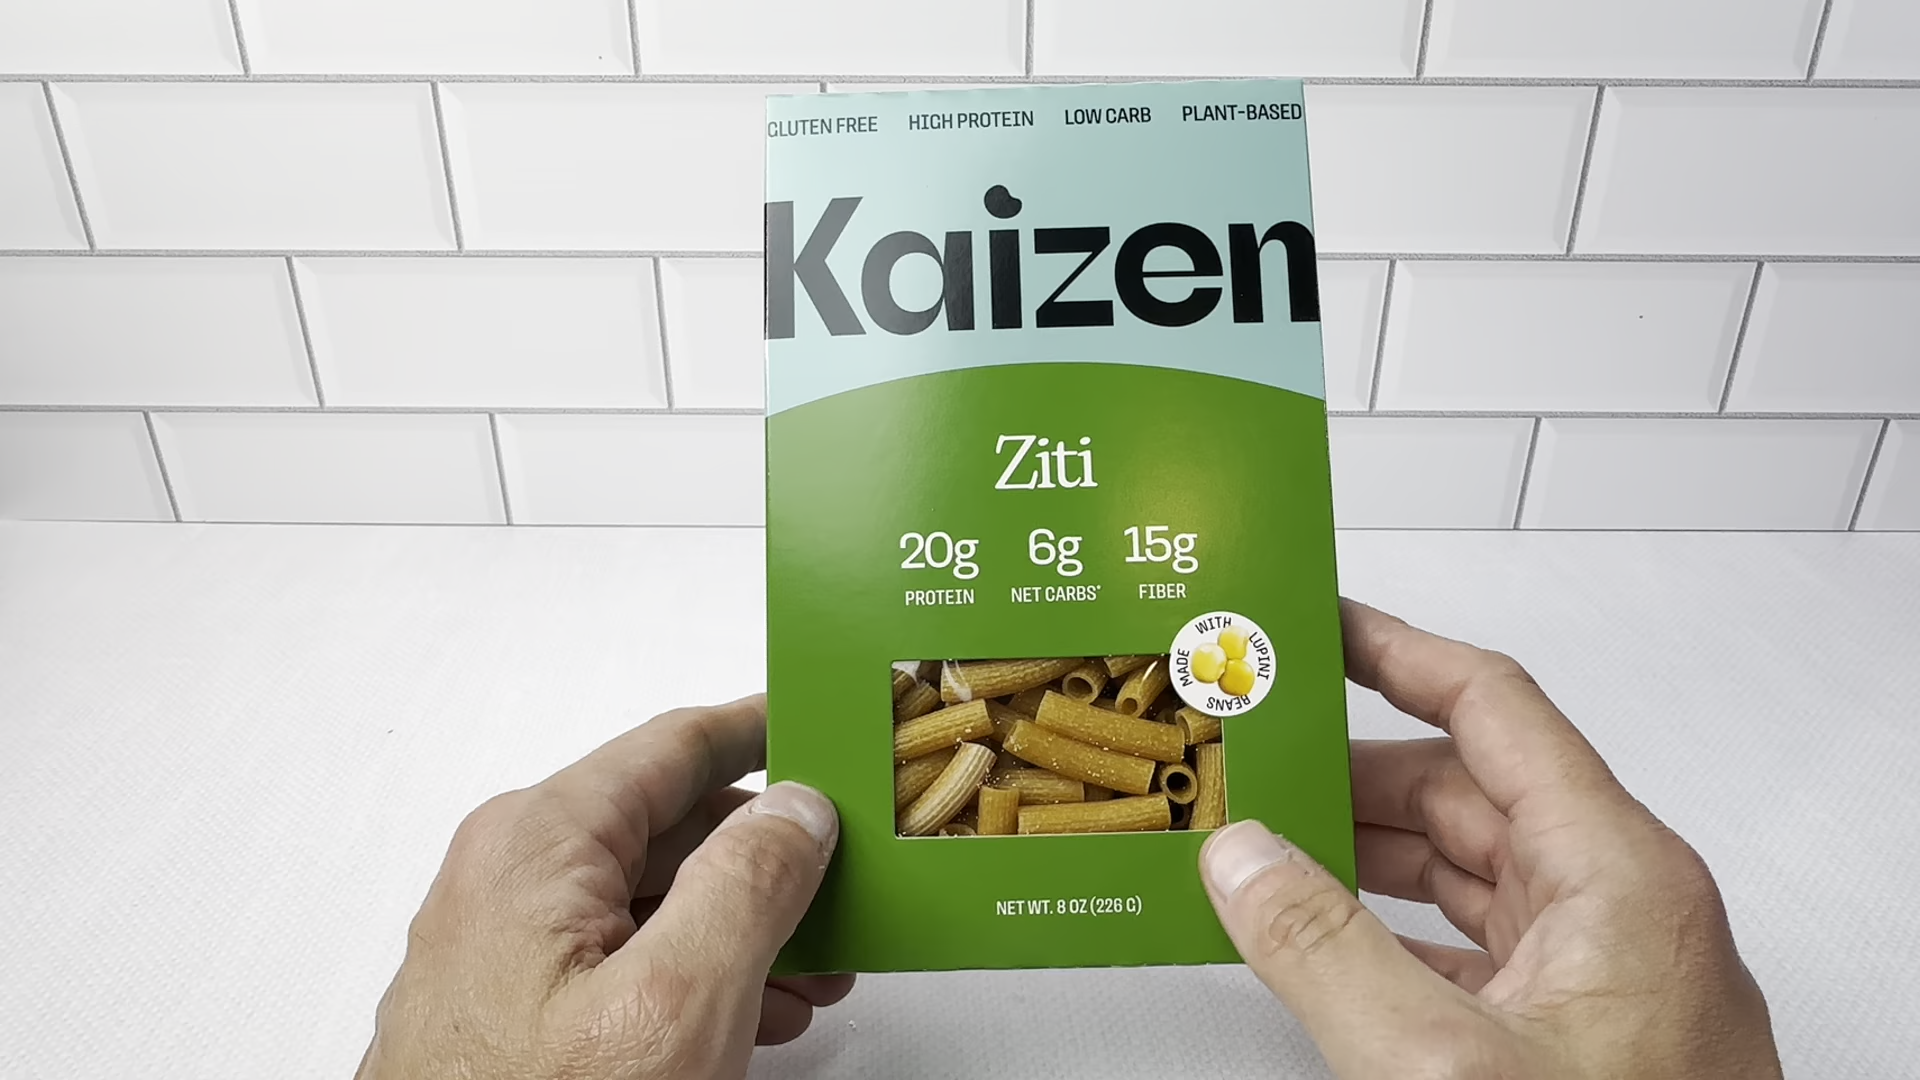 GLUTEN FREE HIGH PROTEIN LOW CARB PLANT-BASED
Kaizen
Ziti
20g 6g 15g
PROTEIN NET CARBS* FIBER
MADE WITH LUPINI BEANS
NET WT. 8 OZ (226 G)